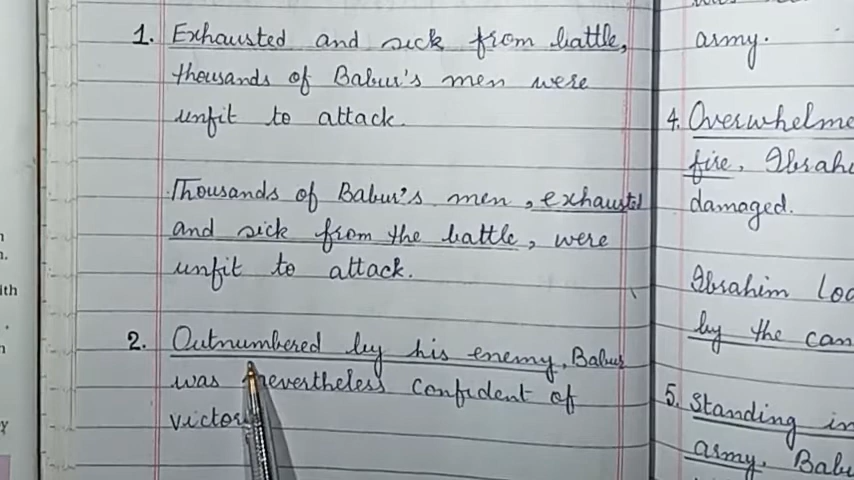 1. Exhausted and sick from battle,
thousands of Babur's men were
unfit to attack.
Thousands of Babur's men, exhausted
and sick from the battle, were
unfit to attack.
2. Outnumbered by his enemy, Babur
was nevertheless confident of
army.
4. Overwhelme
fire, Ibrahi
damaged.
Ibrahim Lo
by the can
5. Standing in
army, Babu
ith